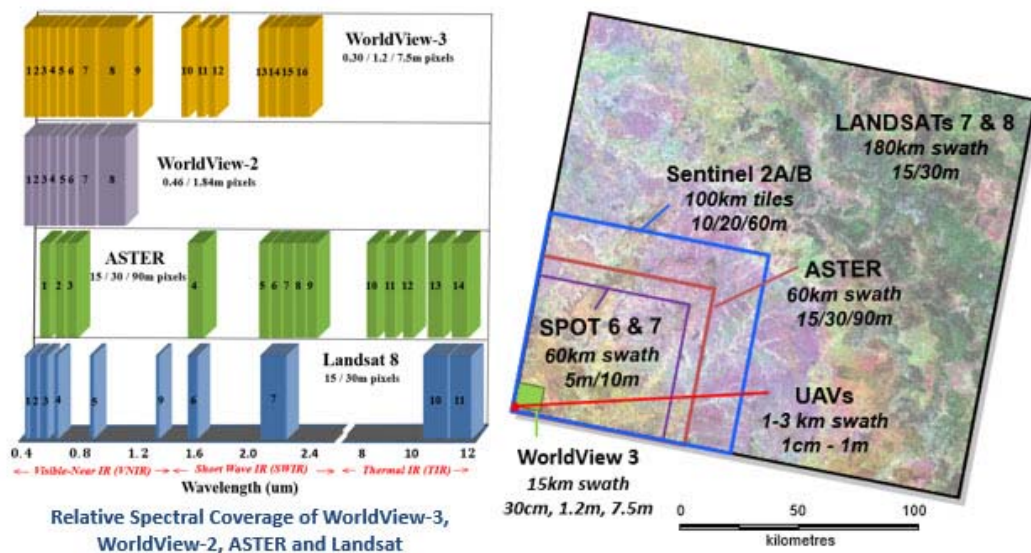 WorldView-3
0.30 / 1.2 / 7.5m pixels
1 2 3 4 5 6 7 8 9 10 11 12 13 14 15 16
WorldView-2
0.46 / 1.84m pixels
1 2 3 4 5 6 7 8
ASTER
15 / 30 / 90m pixels
1 2 3 4 5 6 7 8 9 10 11 12 13 14
Landsat 8
15 / 30m pixels
1 2 3 4 5 9 6 7 10 11
0.4 0.8 1.2 1.6 2.0 2.4 8 10 12
Visible-Near IR (VNIR) Short Wave IR (SWIR) Thermal IR (TIR)
Wavelength (um)
Relative Spectral Coverage of WorldView-3,
WorldView-2, ASTER and Landsat
LANDSATs 7 & 8
180km swath
15/30m
Sentinel 2A/B
100km tiles
10/20/60m
ASTER
60km swath
15/30/90m
SPOT 6 & 7
60km swath
5m/10m
UAVs
1-3 km swath
1cm - 1m
WorldView 3
15km swath
30cm, 1.2m, 7.5m
0 50 100
kilometres